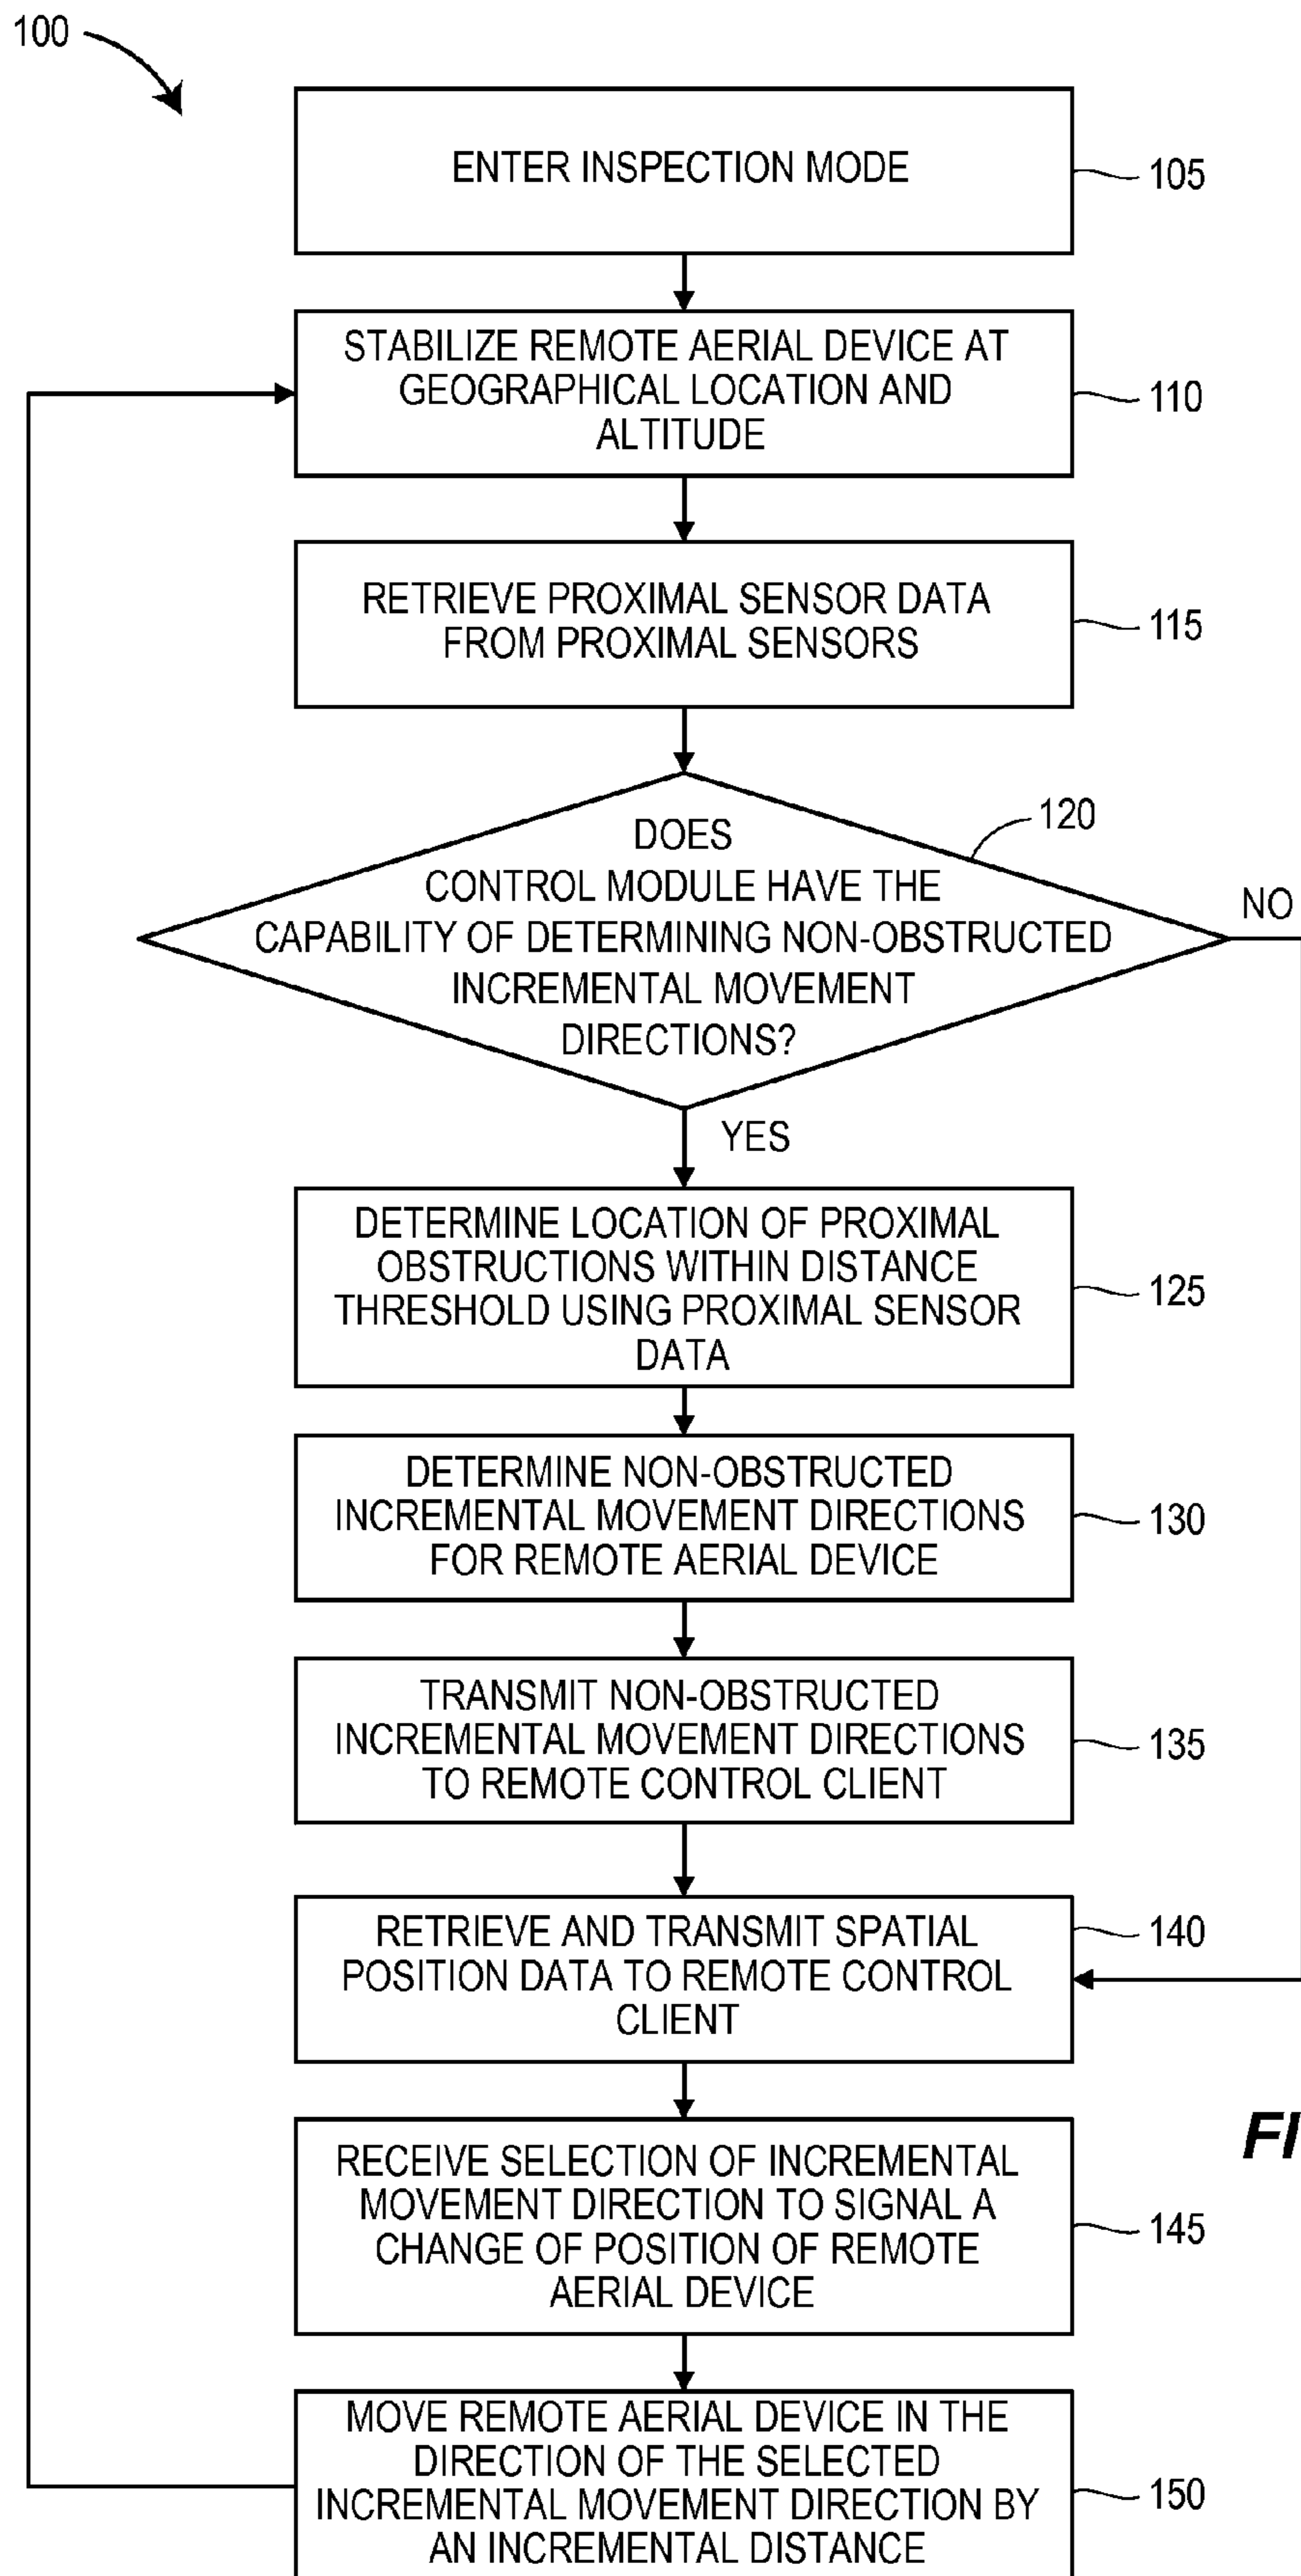 100
ENTER INSPECTION MODE
105
STABILIZE REMOTE AERIAL DEVICE AT
GEOGRAPHICAL LOCATION AND
ALTITUDE
110
RETRIEVE PROXIMAL SENSOR DATA
FROM PROXIMAL SENSORS
115
DOES
CONTROL MODULE HAVE THE
CAPABILITY OF DETERMINING NON-OBSTRUCTED
INCREMENTAL MOVEMENT
DIRECTIONS?
120
NO
YES
DETERMINE LOCATION OF PROXIMAL
OBSTRUCTIONS WITHIN DISTANCE
THRESHOLD USING PROXIMAL SENSOR
DATA
125
DETERMINE NON-OBSTRUCTED
INCREMENTAL MOVEMENT DIRECTIONS
FOR REMOTE AERIAL DEVICE
130
TRANSMIT NON-OBSTRUCTED
INCREMENTAL MOVEMENT DIRECTIONS
TO REMOTE CONTROL CLIENT
135
RETRIEVE AND TRANSMIT SPATIAL
POSITION DATA TO REMOTE CONTROL
CLIENT
140
FI
RECEIVE SELECTION OF INCREMENTAL
MOVEMENT DIRECTION TO SIGNAL A
CHANGE OF POSITION OF REMOTE
AERIAL DEVICE
145
MOVE REMOTE AERIAL DEVICE IN THE
DIRECTION OF THE SELECTED
INCREMENTAL MOVEMENT DIRECTION BY
AN INCREMENTAL DISTANCE
150